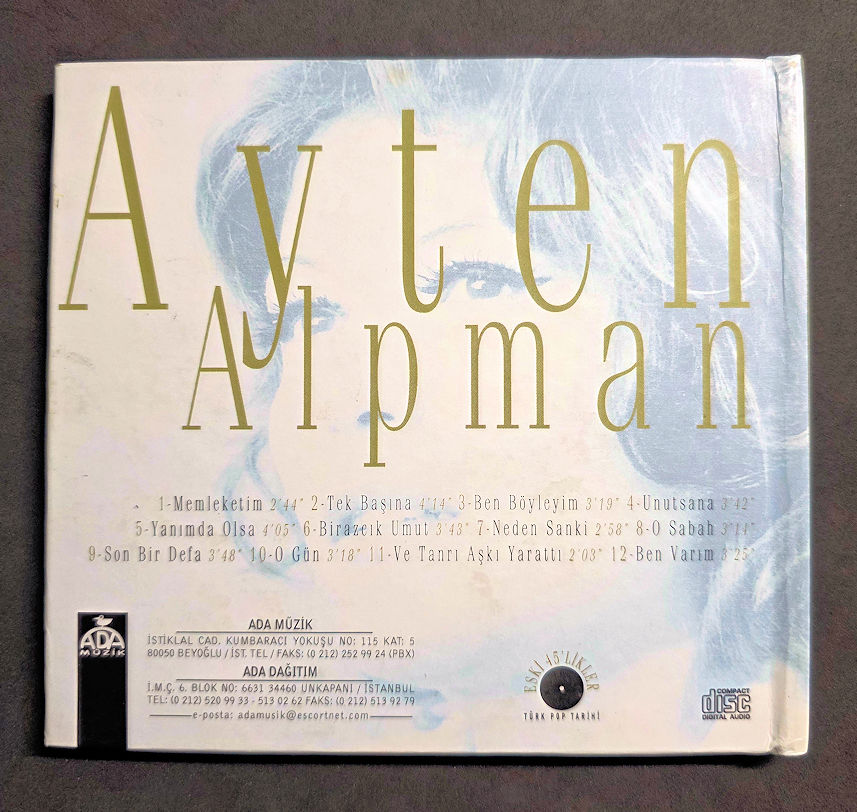 Ayten
Alpman
1-Memleketim 2'44" 2-Tek Başına 4'14" 3-Ben Böyleyim 3'19" 4-Unutsana 3'42"
5-Yanımda Olsa 4'05" 6-Birazcık Umut 3'43" 7-Neden Sanki 2'58" 8-O Sabah 3'14"
9-Son Bir Defa 3'48" 10-O Gün 3'18" 11-Ve Tanrı Aşkı Yarattı 2'03" 12-Ben Varım 3'25"
ADA
MÜZİK
ADA MÜZİK
İSTİKLAL CAD. KUMBARACI YOKUŞU NO: 115 KAT: 5
80050 BEYOĞLU / İST. TEL / FAKS: (0 212) 252 99 24 (PBX)
ADA DAĞITIM
İ.M.Ç. 6. BLOK NO: 6631 34460 UNKAPANI / İSTANBUL
TEL: (0 212) 520 99 33 - 513 02 62 FAKS: (0 212) 513 92 79
e-posta: adamusik@escortnet.com
ESKİ 45'LİKLER
TÜRK POP TARİHİ
COMPACT
disc
DIGITAL AUDIO